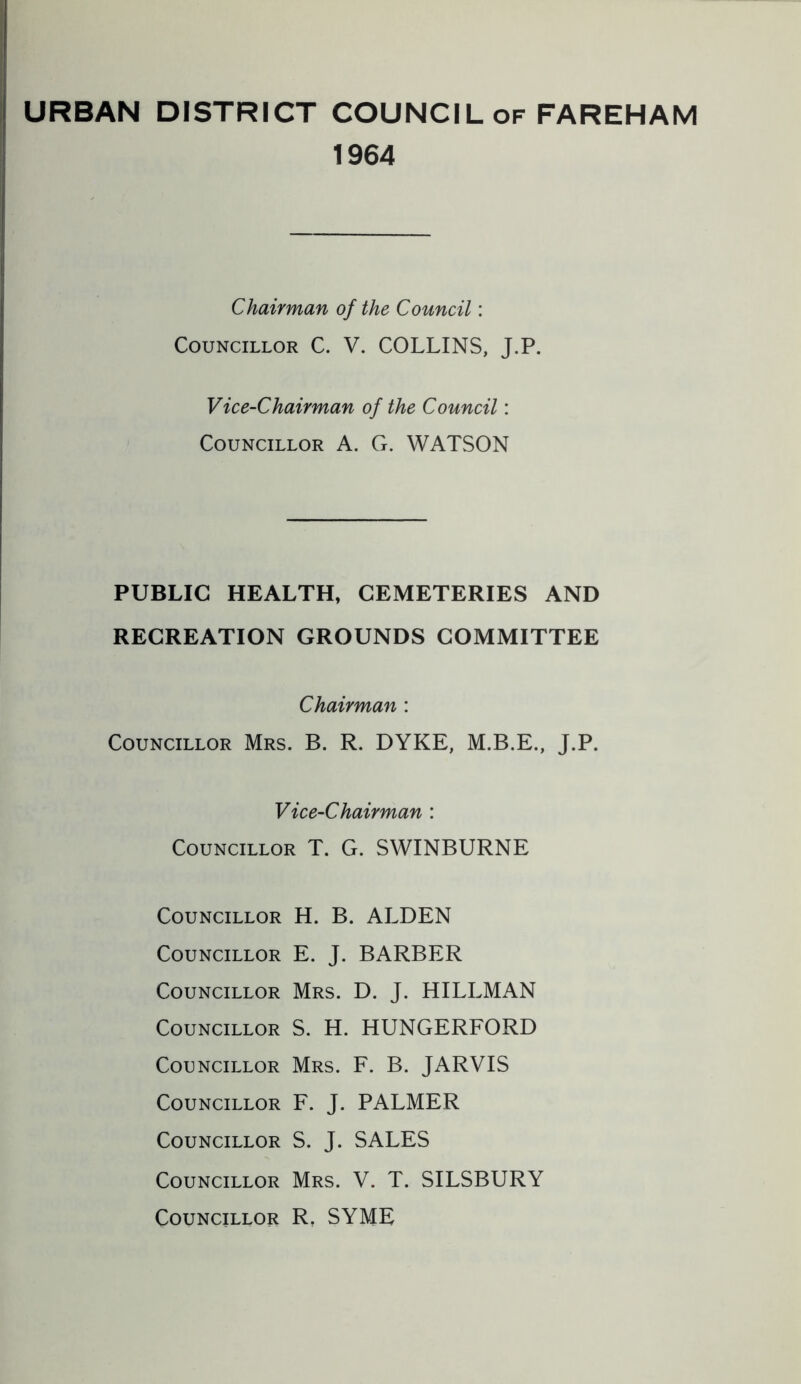 URBAN DISTRICT COUNCIL OF FAREHAM
1964
Chairman of the Council :
COUNCILLOR C. V. COLLINS, J.P.
Vice-Chairman of the Council :
COUNCILLOR A. G. WATSON
PUBLIC HEALTH, CEMETERIES AND
RECREATION GROUNDS COMMITTEE
Chairman :
COUNCILLOR MRS. B. R. DYKE, M.B.E., J.P.
Vice-Chairman :
COUNCILLOR T. G. SWINBURNE
COUNCILLOR H. B. ALDEN
COUNCILLOR E. J. BARBER
COUNCILLOR MRS. D. J. HILLMAN
COUNCILLOR S. H. HUNGERFORD
COUNCILLOR MRS. F. B. JARVIS
COUNCILLOR F. J. PALMER
COUNCILLOR S. J. SALES
COUNCILLOR MRS. V. T. SILSBURY
COUNCILLOR R. SYME